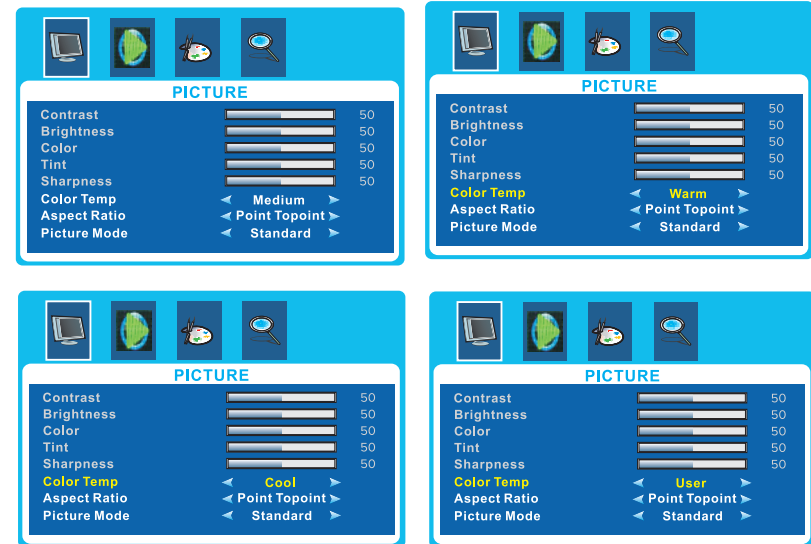 PICTURE
Contrast 50
Brightness 50
Color 50
Tint 50
Sharpness 50
Color Temp Medium
Aspect Ratio Point Topoint
Picture Mode Standard
PICTURE
Contrast 50
Brightness 50
Color 50
Tint 50
Sharpness 50
Color Temp Warm
Aspect Ratio Point Topoint
Picture Mode Standard
PICTURE
Contrast 50
Brightness 50
Color 50
Tint 50
Sharpness 50
Color Temp Cool
Aspect Ratio Point Topoint
Picture Mode Standard
PICTURE
Contrast 50
Brightness 50
Color 50
Tint 50
Sharpness 50
Color Temp User
Aspect Ratio Point Topoint
Picture Mode Standard